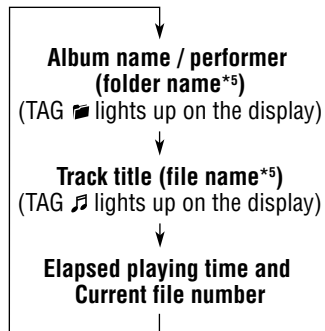 Album name / performer
(folder name*5)
(TAG lights up on the display)
Track title (file name*5)
(TAG lights up on the display)
Elapsed playing time and
Current file number